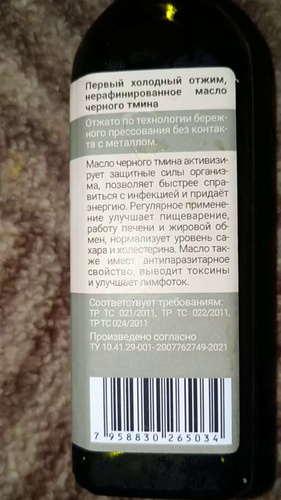 Первый холодный отжим,
нерафинированное масло
черного тмина
Отжато по технологии береж-
ного прессования без контак-
та с металлом.
Масло черного тмина активизи-
рует защитные силы организ-
ма, позволяет быстрее спра-
виться с инфекцией и придаёт
энергию. Регулярное примене-
ние улучшает пищеварение,
работу печени и жировой об-
мен, нормализует уровень са-
хара и холестерина. Масло так-
же имеет антипаразитарное
свойство, выводит токсины
и улучшает лимфоток.
Соответствует требованиям:
ТР ТС 021/2011, ТР ТС 022/2011,
ТР ТС 024/2011
Произведено согласно
ТУ 10.41.29-001-2007762749-2021
7 958830 265034